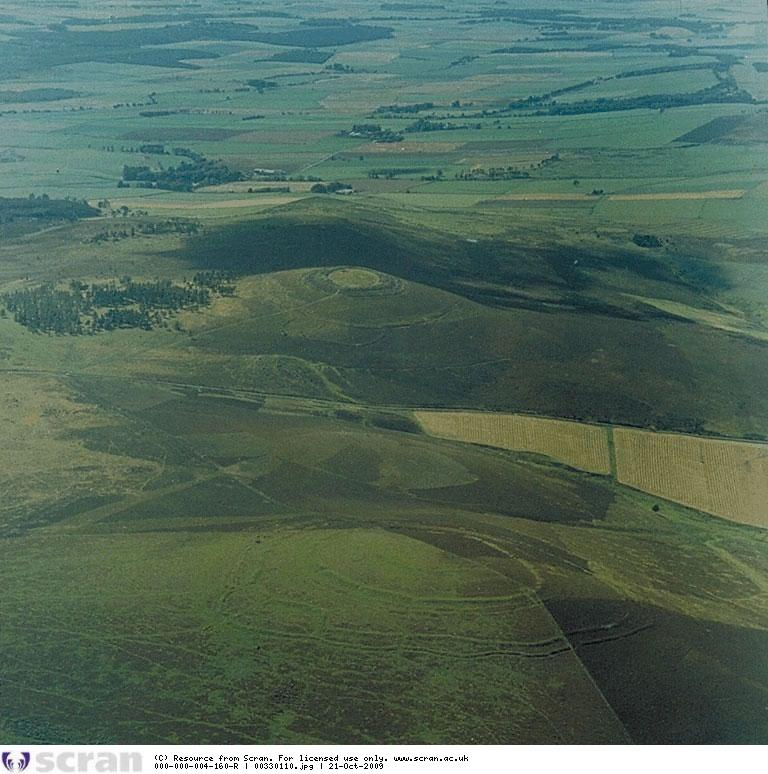 scran
(C) Resource from Scran. For licensed use only. www.scran.ac.uk
000-000-004-160-R | 00330110.jpg | 21-Oct-2009